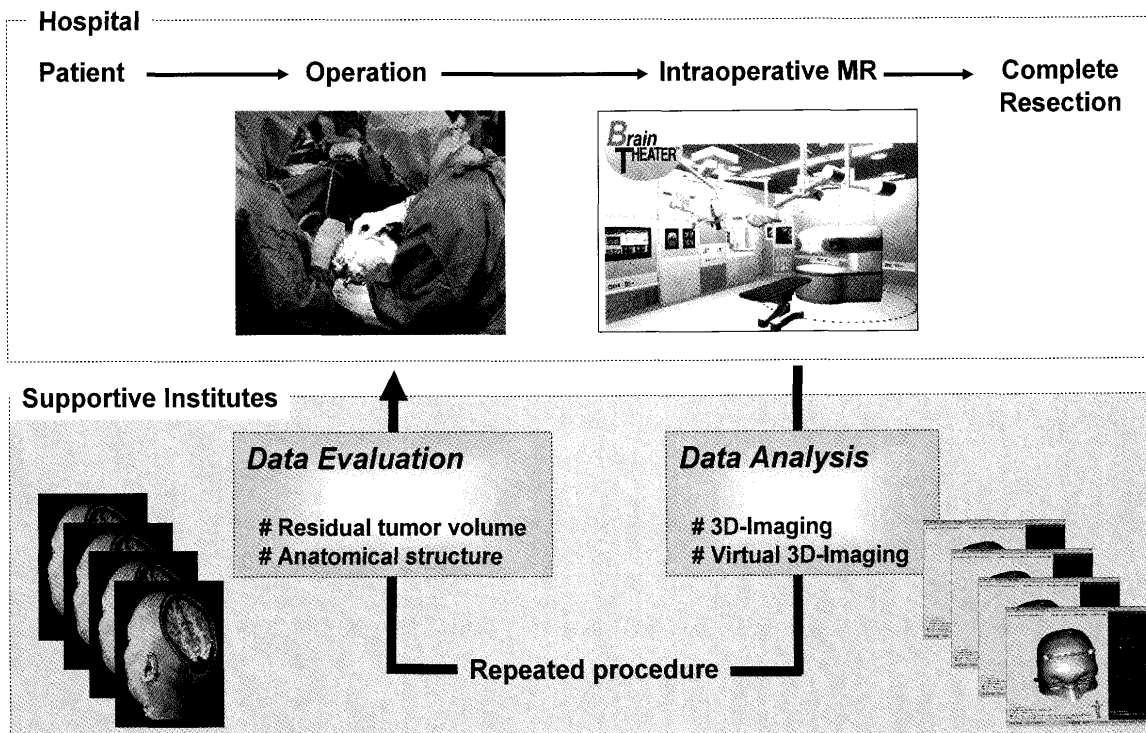 Hospital
Patient
Operation
Intraoperative MR
Complete
Resection
Brain
THEATER
Supportive Institutes
Data Evaluation
# Residual tumor volume
# Anatomical structure
Data Analysis
# 3D-Imaging
# Virtual 3D-Imaging
Repeated procedure